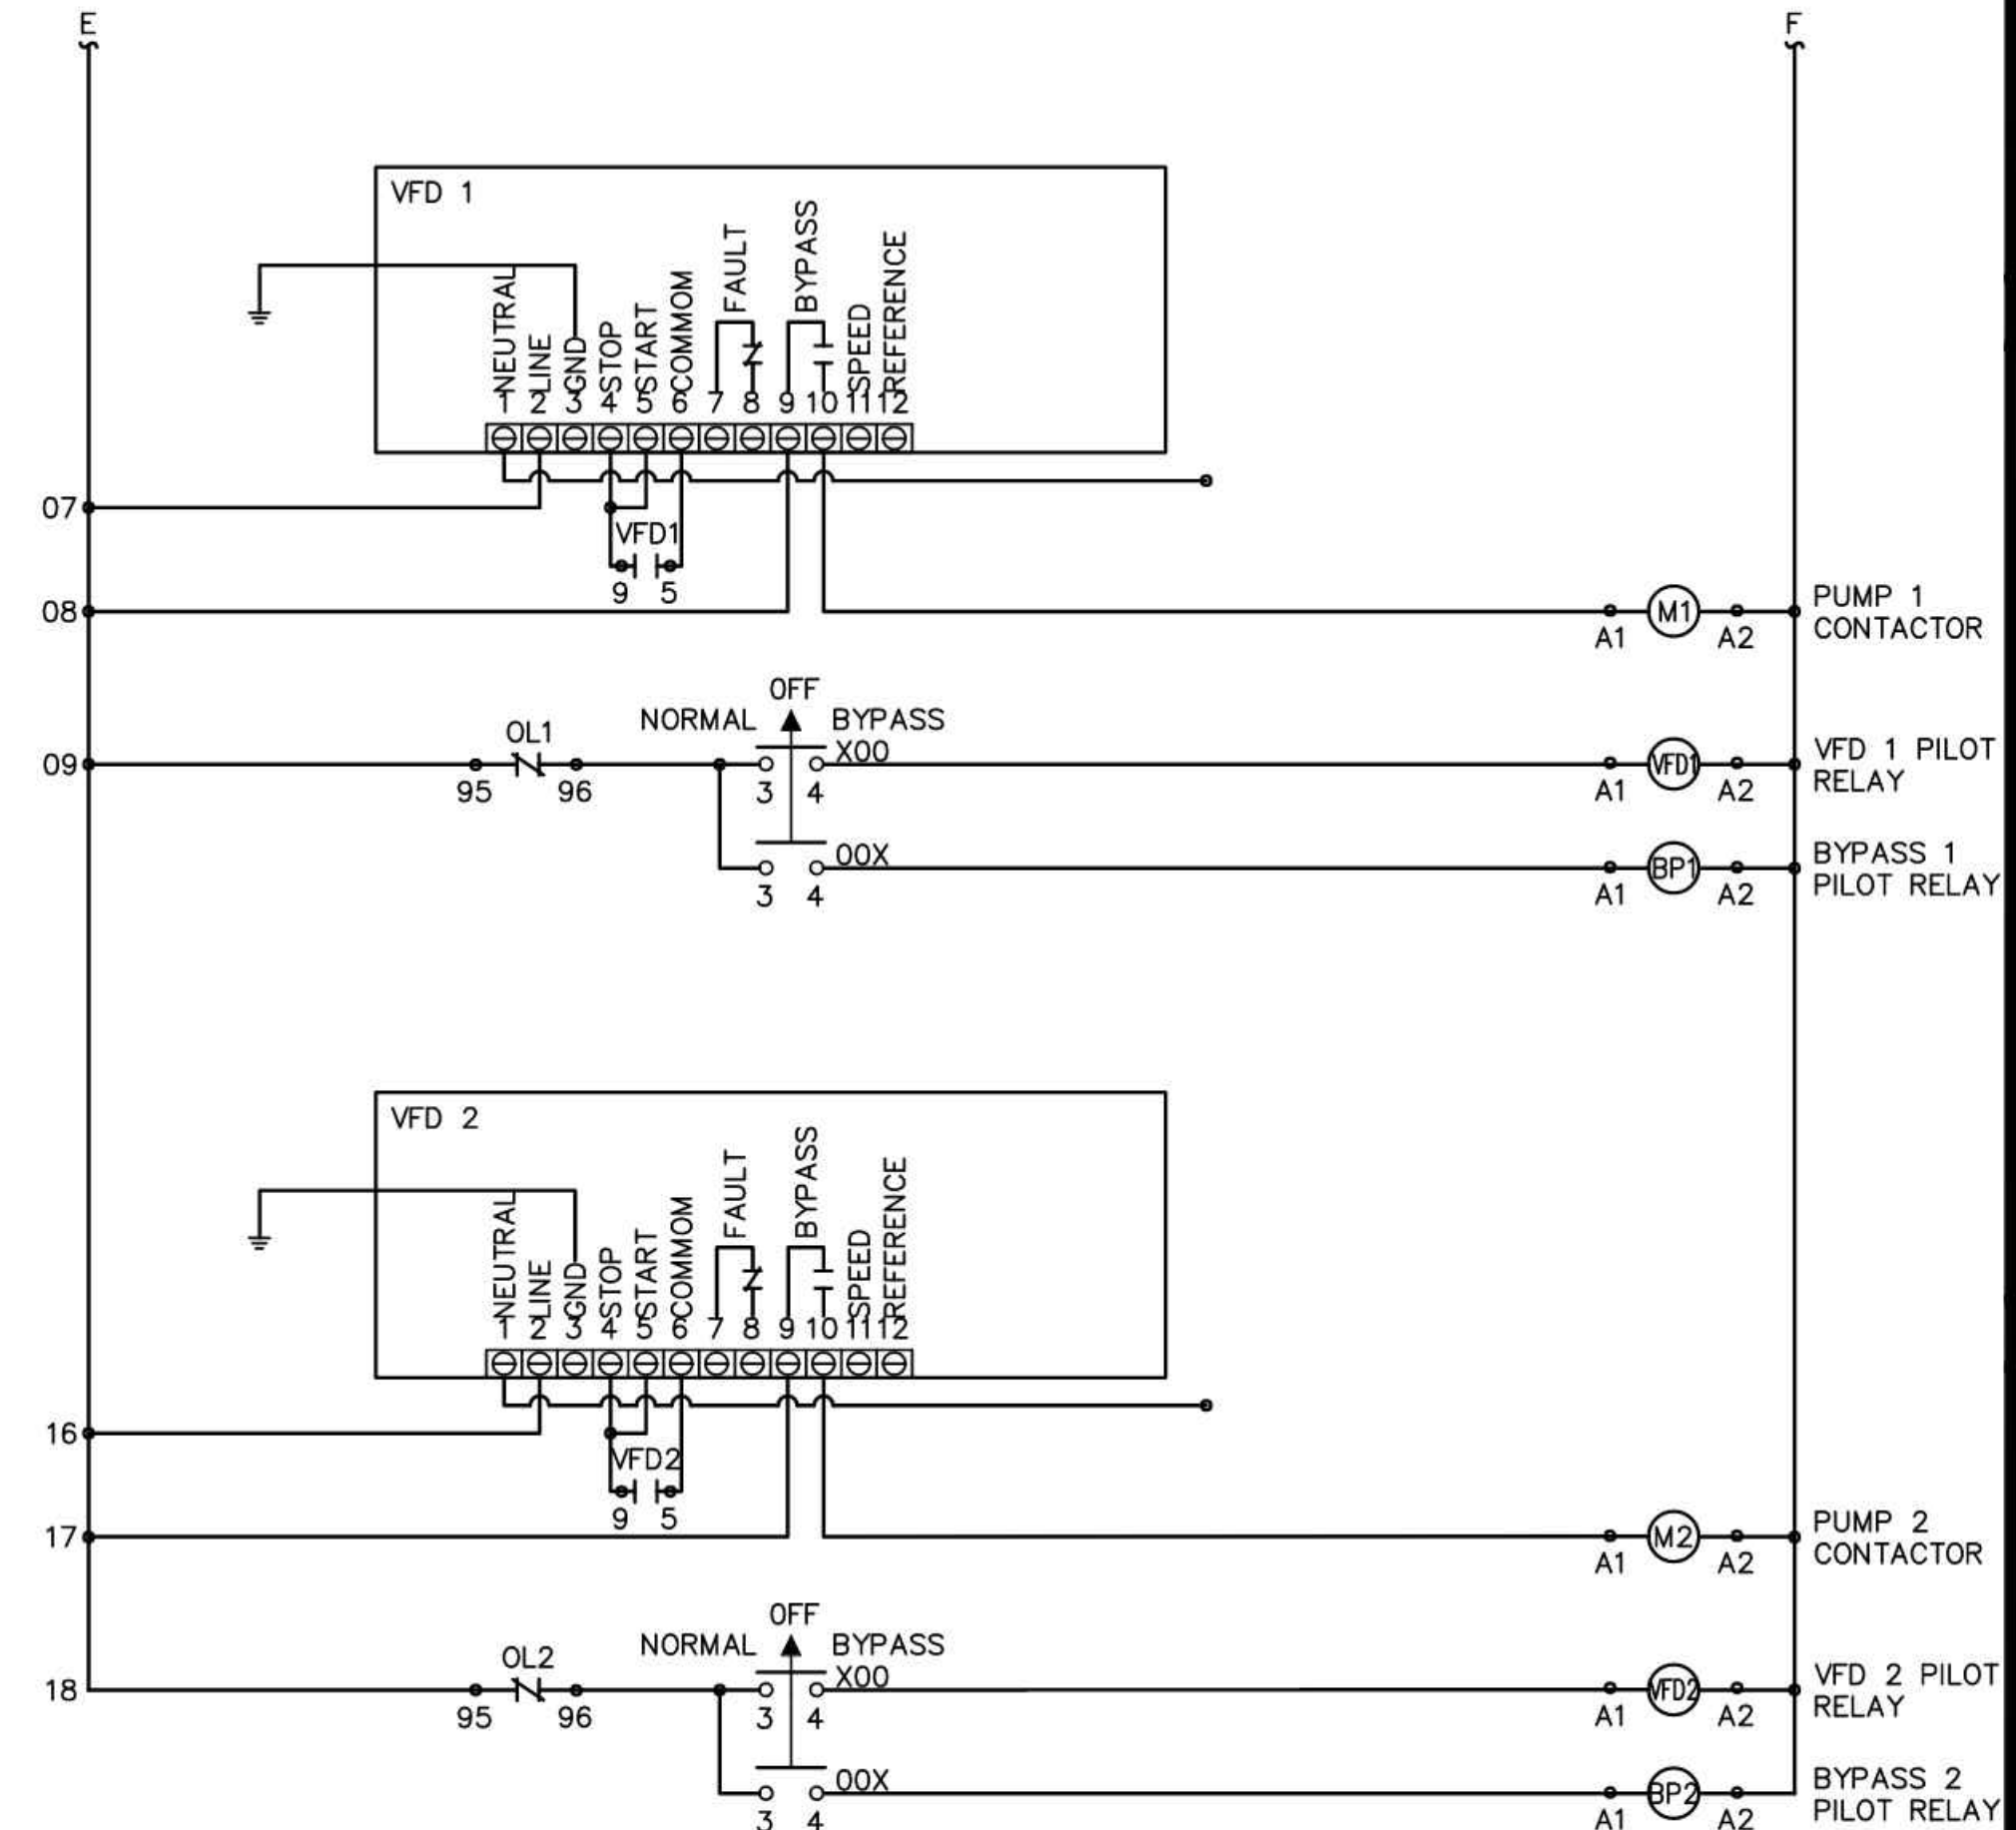 E
F
VFD 1
NEUTRAL
LINE
GND
STOP
START
COMMOM
FAULT
BYPASS
SPEED
REFERENCE
1 2 3 4 5 6 7 8 9 10 11 12
07
VFD1
9 5
08
M1
A1 A2
PUMP 1
CONTACTOR
OFF
NORMAL BYPASS
OL1
X00
09
95 96
3 4
VFD1
A1 A2
VFD 1 PILOT
RELAY
00X
3 4
BP1
A1 A2
BYPASS 1
PILOT RELAY
VFD 2
NEUTRAL
LINE
GND
STOP
START
COMMOM
FAULT
BYPASS
SPEED
REFERENCE
1 2 3 4 5 6 7 8 9 10 11 12
16
VFD2
9 5
17
M2
A1 A2
PUMP 2
CONTACTOR
OFF
NORMAL BYPASS
OL2
X00
18
95 96
3 4
VFD2
A1 A2
VFD 2 PILOT
RELAY
00X
3 4
BP2
A1 A2
BYPASS 2
PILOT RELAY